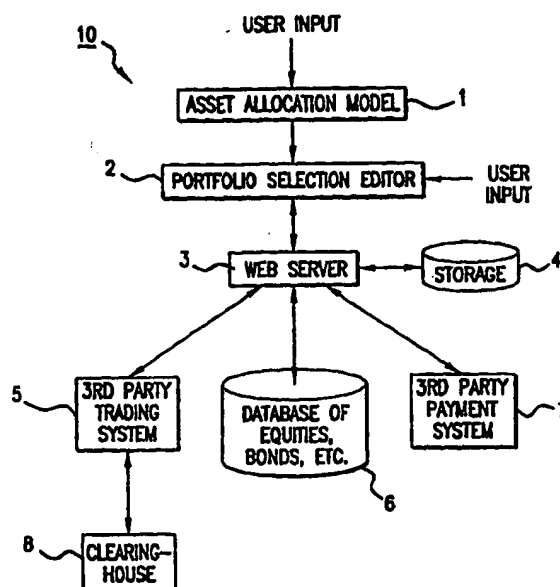 USER INPUT
10
ASSET ALLOCATION MODEL
1
2
PORTFOLIO SELECTION EDITOR
USER
INPUT
3
WEB SERVER
STORAGE
4
5
3RD PARTY
TRADING
SYSTEM
DATABASE OF
EQUITIES,
BONDS, ETC.
6
3RD PARTY
PAYMENT
SYSTEM
7
8
CLEARING-
HOUSE